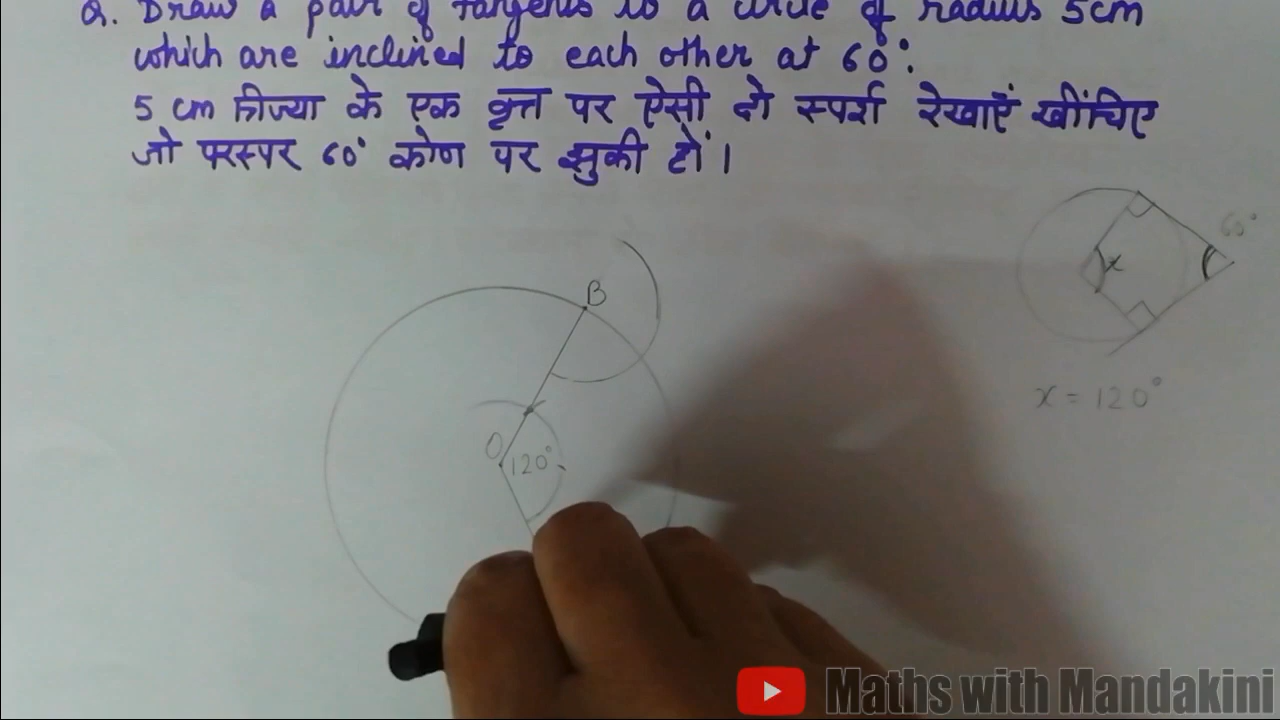 Q. Draw a pair of tangents to a circle of radius 5cm
which are inclined to each other at 60°.
5 cm त्रिज्या के एक वृत्त पर ऐसी दो स्पर्श रेखाएँ खींचिए
जो परस्पर 60° कोण पर झुकी हों।
60°
x
B
x = 120°
O
120°
Maths with Mandakini